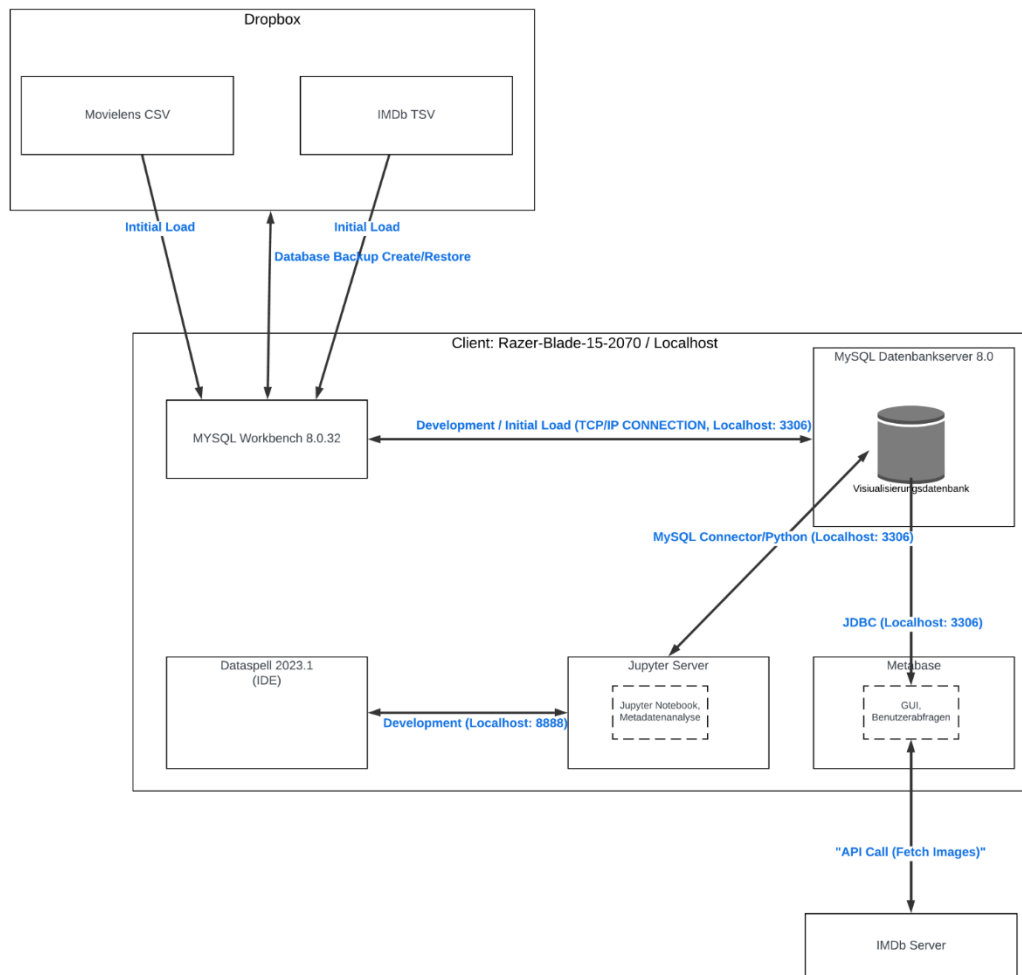 Dropbox
Movielens CSV
IMDb TSV
Intitial Load
Initial Load
Database Backup Create/Restore
Client: Razer-Blade-15-2070 / Localhost
MySQL Datenbankserver 8.0
MYSQL Workbench 8.0.32
Development / Initial Load (TCP/IP CONNECTION, Localhost: 3306)
Visiualisierungsdatenbank
MySQL Connector/Python (Localhost: 3306)
JDBC (Localhost: 3306)
Dataspell 2023.1
(IDE)
Jupyter Server
Metabase
Jupyter Notebook,
Metadatenanalyse
GUI,
Benutzerabfragen
Development (Localhost: 8888)
"API Call (Fetch Images)"
IMDb Server